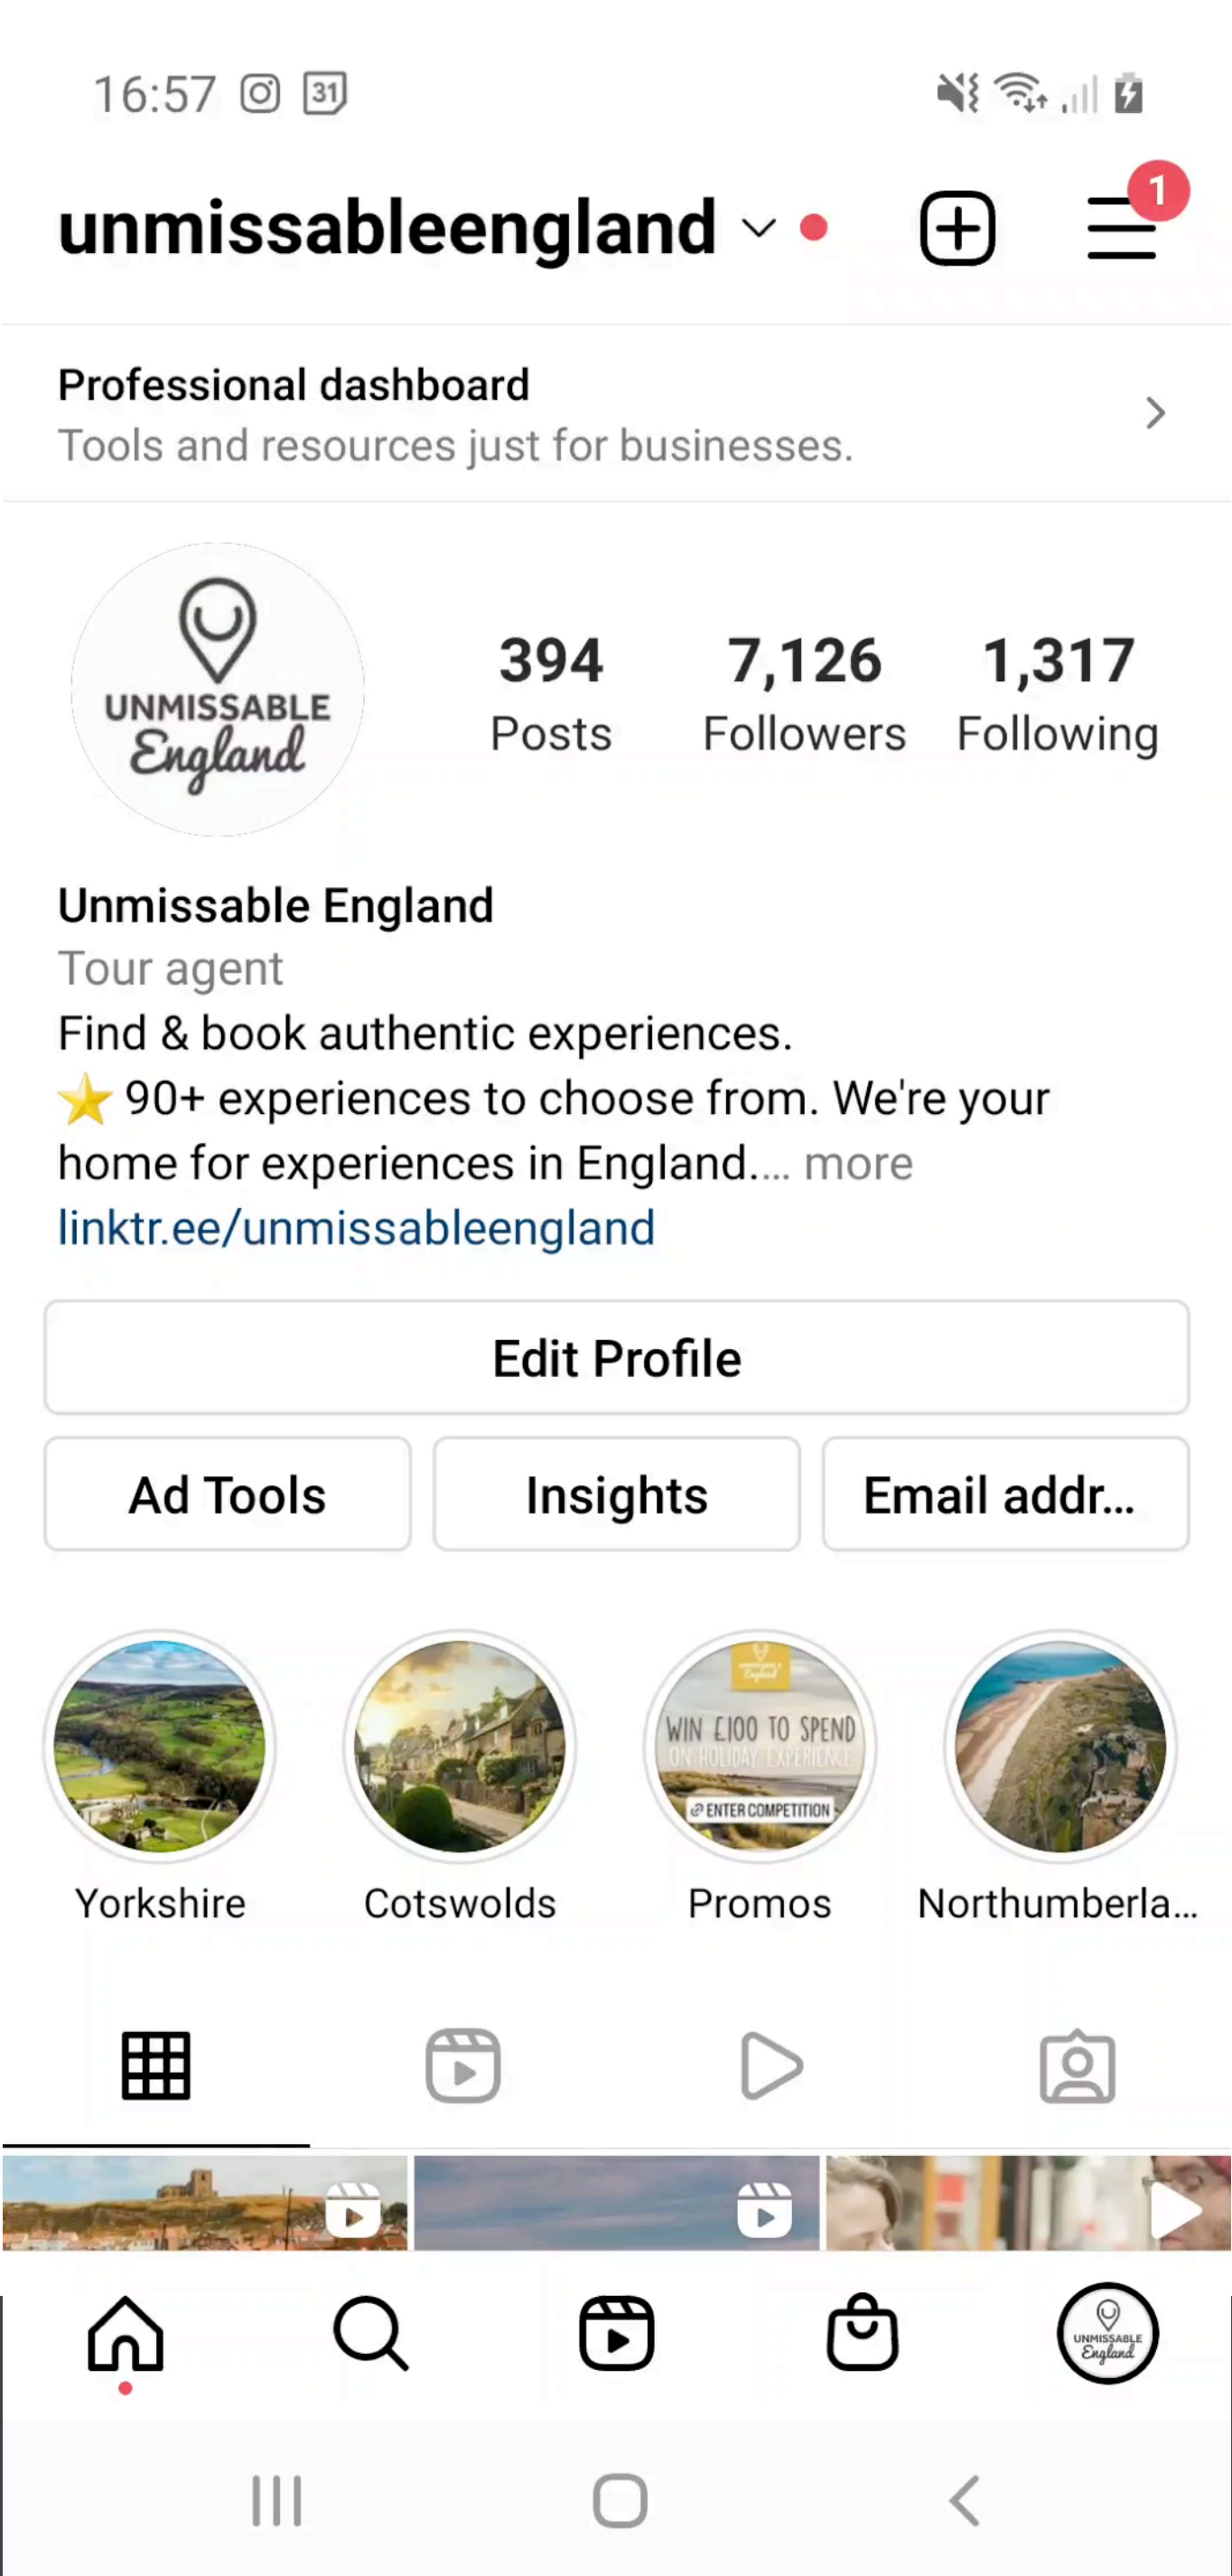 16:57
31
unmissableengland
1
Professional dashboard
Tools and resources just for businesses.
UNMISSABLE
England
394
7,126
1,317
Posts
Followers
Following
Unmissable England
Tour agent
Find & book authentic experiences.
⭐ 90+ experiences to choose from. We're your
home for experiences in England.... more
linktr.ee/unmissableengland
Edit Profile
Ad Tools
Insights
Email addr...
UNMISSABLE
England
WIN £100 TO SPEND
ON HOLIDAY EXPERIENCE
ENTER COMPETITION
Yorkshire
Cotswolds
Promos
Northumberla...
UNMISSABLE
England